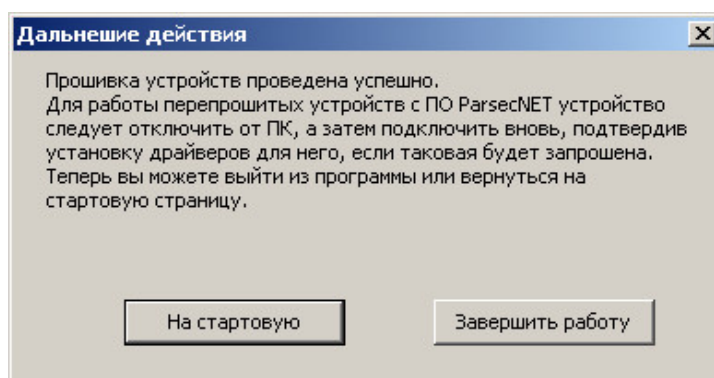 Дальнешие действия
Прошивка устройств проведена успешно.
Для работы перепрошитых устройств с ПО ParsecNET устройство
следует отключить от ПК, а затем подключить вновь, подтвердив
установку драйверов для него, если таковая будет запрошена.
Теперь вы можете выйти из программы или вернуться на
стартовую страницу.
На стартовую
Завершить работу